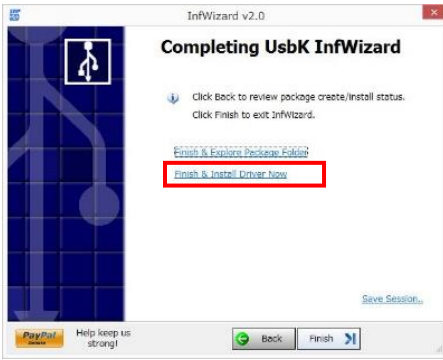 InfWizard v2.0
Completing UsbK InfWizard
Click Back to review package create/install status.
Click Finish to exit InfWizard.
Finish & Explore Package Folder
Finish & Install Driver Now
Save Session..
PayPal
Donate
Help keep us
strong!
Back
Finish